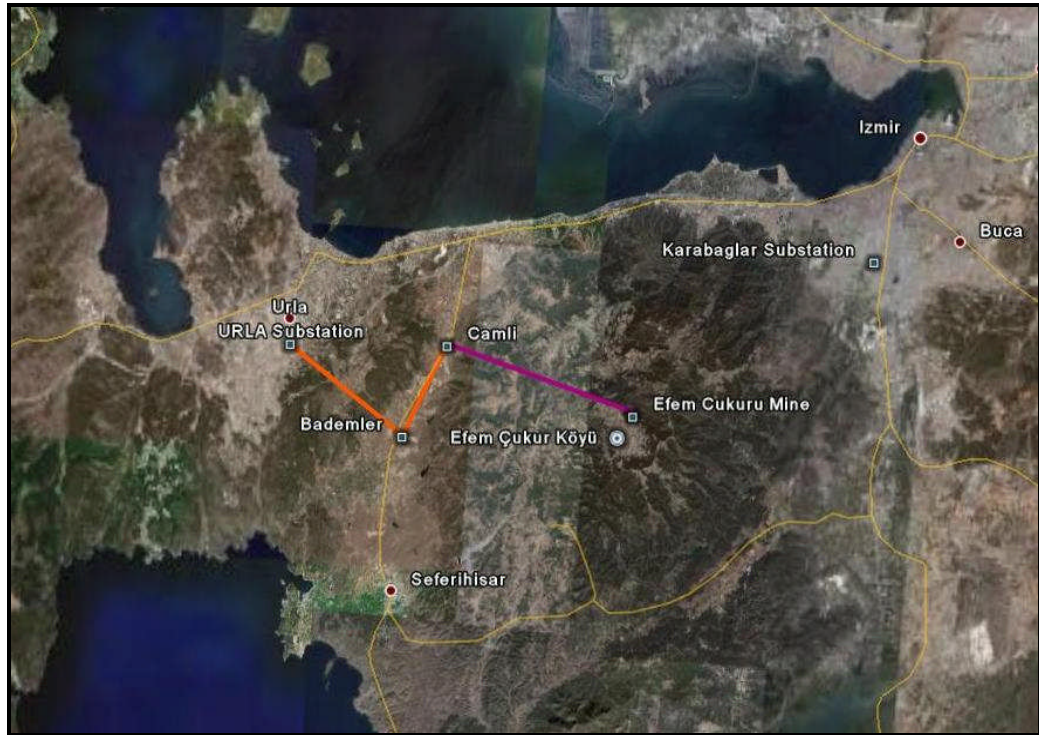 Izmir
Buca
Karabaglar Substation
Urla
URLA Substation
Camli
Efem Cukuru Mine
Bademler
Efem Çukur Köyü
Seferihisar